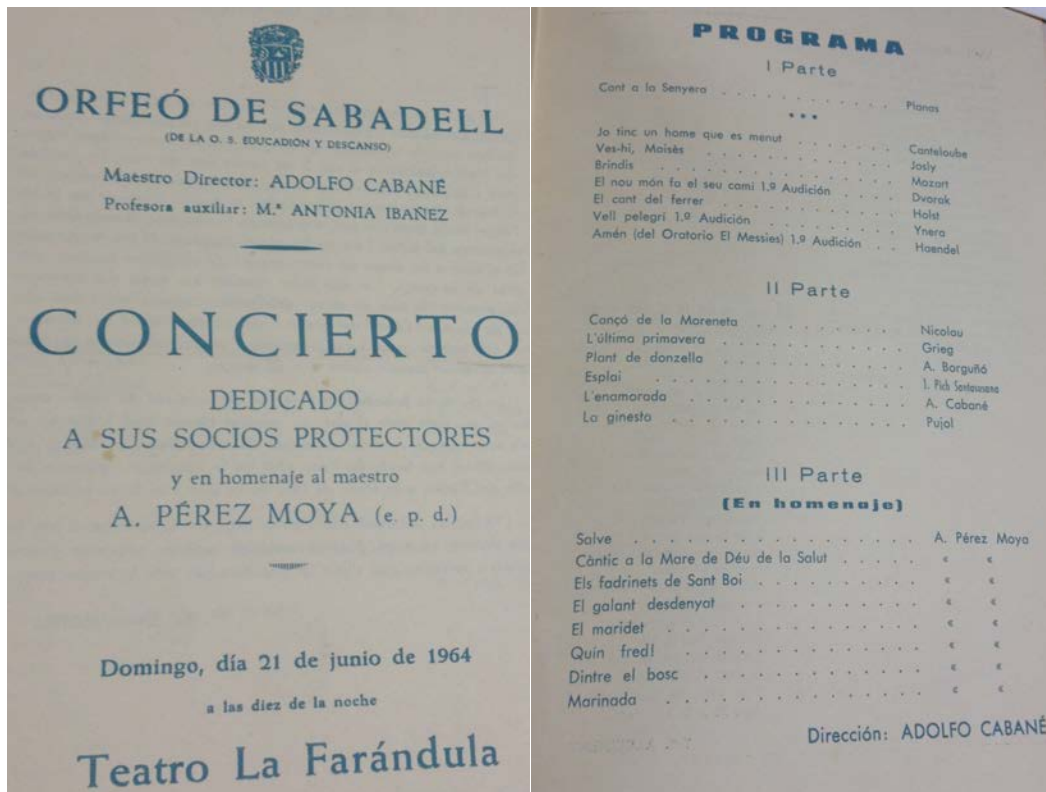 ORFEÓ DE SABADELL
(DE LA O. S. EDUCADIÓN Y DESCANSO)
Maestro Director: ADOLFO CABANÉ
Profesora auxiliar: M.ª ANTONIA IBAÑEZ
CONCIERTO
DEDICADO
A SUS SOCIOS PROTECTORES
y en homenaje al maestro
A. PÉREZ MOYA (e. p. d.)
Domingo, día 21 de junio de 1964
a las diez de la noche
Teatro La Farándula
PROGRAMA
I Parte
Cant a la Senyera . . . . . . . . . . . . Planas
* * *
Jo tinc un home que es menut . . . . . . . Canteloube
Ves-hi, Moisès . . . . . . . . . . . . Josly
Brindis . . . . . . . . . . . . . . . Mozart
El nou món fa el seu camí 1.ª Audición . . . . . Dvorak
El cant del ferrer . . . . . . . . . . . . Holst
Vell pelegrí 1.ª Audición . . . . . . . . . Ynera
Amén (del Oratorio El Messies) 1.ª Audición . . . Haendel
II Parte
Cançó de la Moreneta . . . . . . . . . Nicolau
L'última primavera . . . . . . . . . . . Grieg
Plant de donzella . . . . . . . . . . . A. Borguñó
Esplai . . . . . . . . . . . . . . J. Pich Santasusana
L'enamorada . . . . . . . . . . . . A. Cabané
La ginesta . . . . . . . . . . . . . Pujol
III Parte
(En homenaje)
Salve . . . . . . . . . . . . . . . . A. Pérez Moya
Càntic a la Mare de Déu de la Salut . . . . . « «
Els fadrinets de Sant Boi . . . . . . . . . . « «
El galant desdenyat . . . . . . . . . . . « «
El maridet . . . . . . . . . . . . . . « «
Quin fred! . . . . . . . . . . . . . « «
Dintre el bosc . . . . . . . . . . . . « «
Marinada . . . . . . . . . . . . . . « «
Dirección: ADOLFO CABANÉ